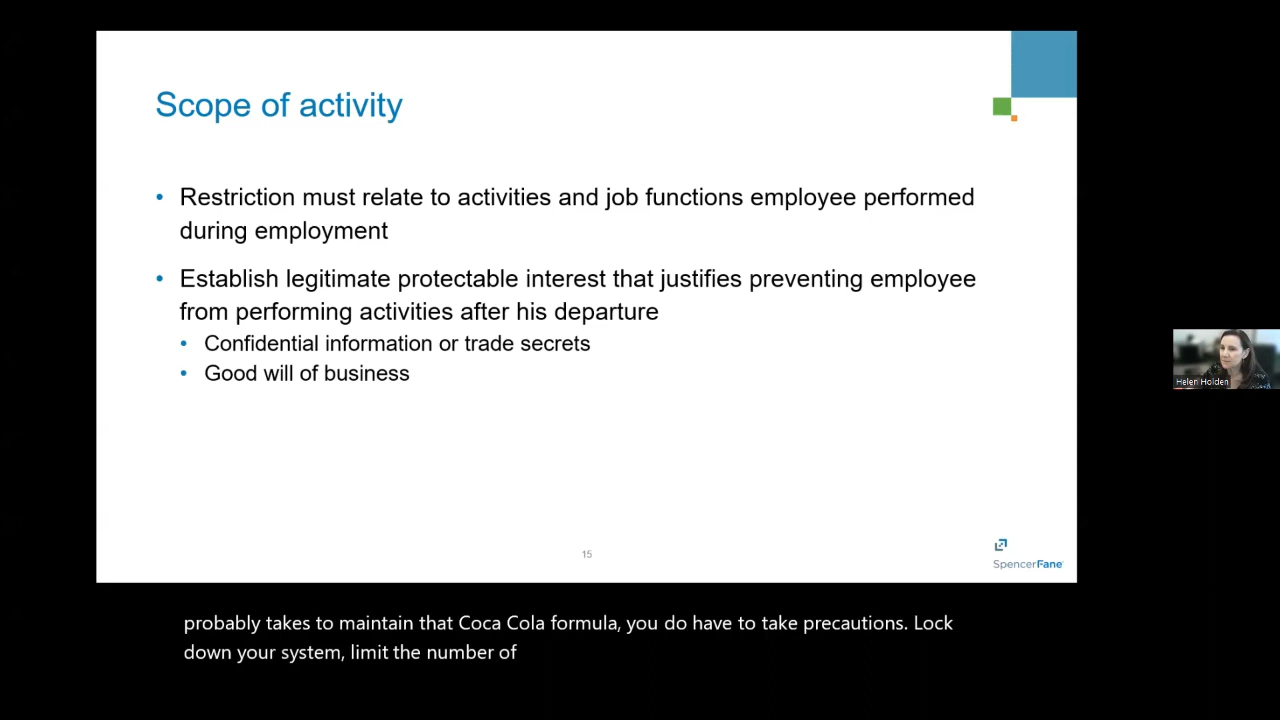 Scope of activity
• Restriction must relate to activities and job functions employee performed
during employment
• Establish legitimate protectable interest that justifies preventing employee
from performing activities after his departure
• Confidential information or trade secrets
• Good will of business
Helen Holden
15
SpencerFane
probably takes to maintain that Coca Cola formula, you do have to take precautions. Lock
down your system, limit the number of